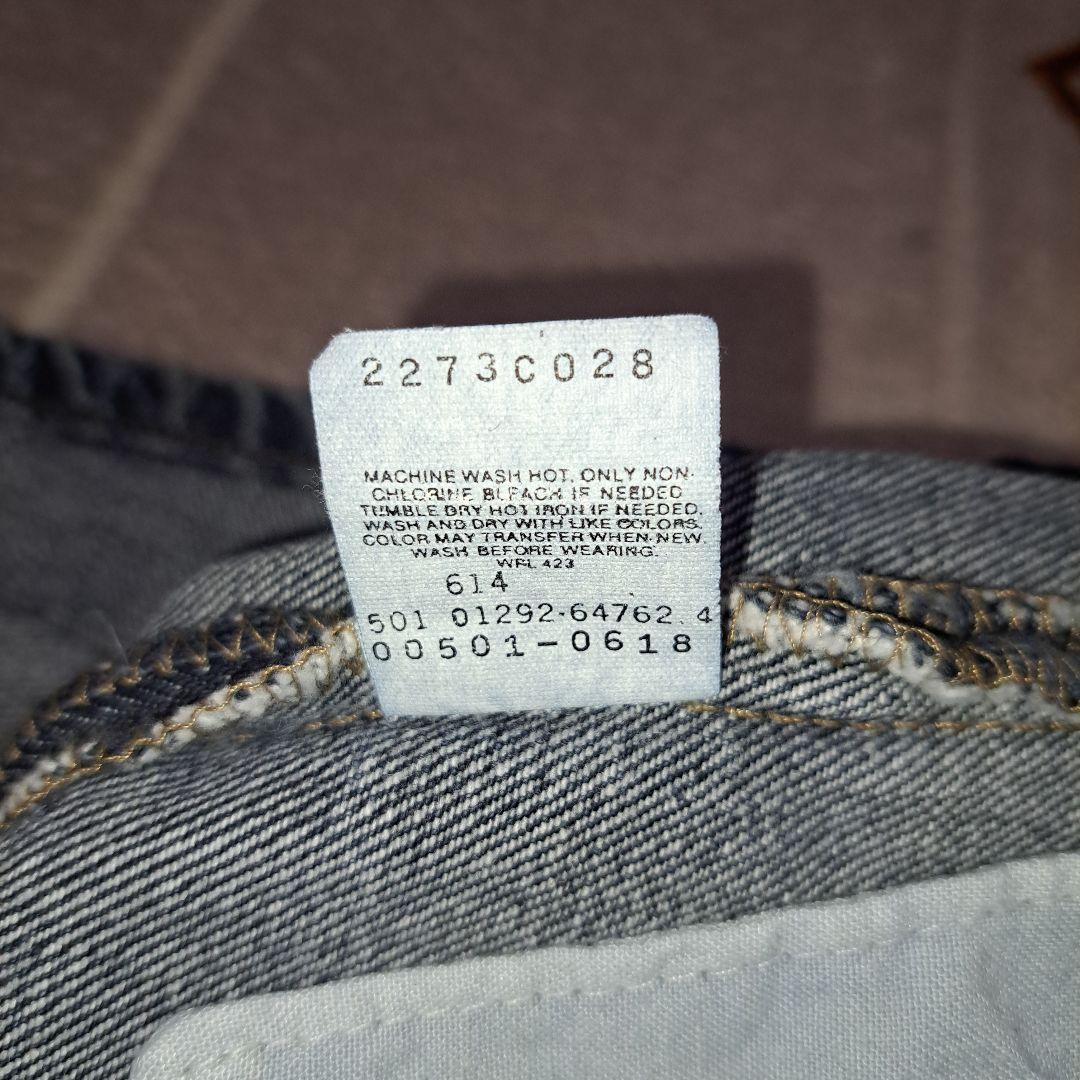 2273C028
MACHINE WASH HOT, ONLY NON-
CHLORINE BLEACH IF NEEDED
TUMBLE DRY HOT IRON IF NEEDED.
WASH AND DRY WITH LIKE COLORS.
COLOR MAY TRANSFER WHEN NEW.
WASH BEFORE WEARING.
WPL 423
614
501 01292-64762.4
00501-0618